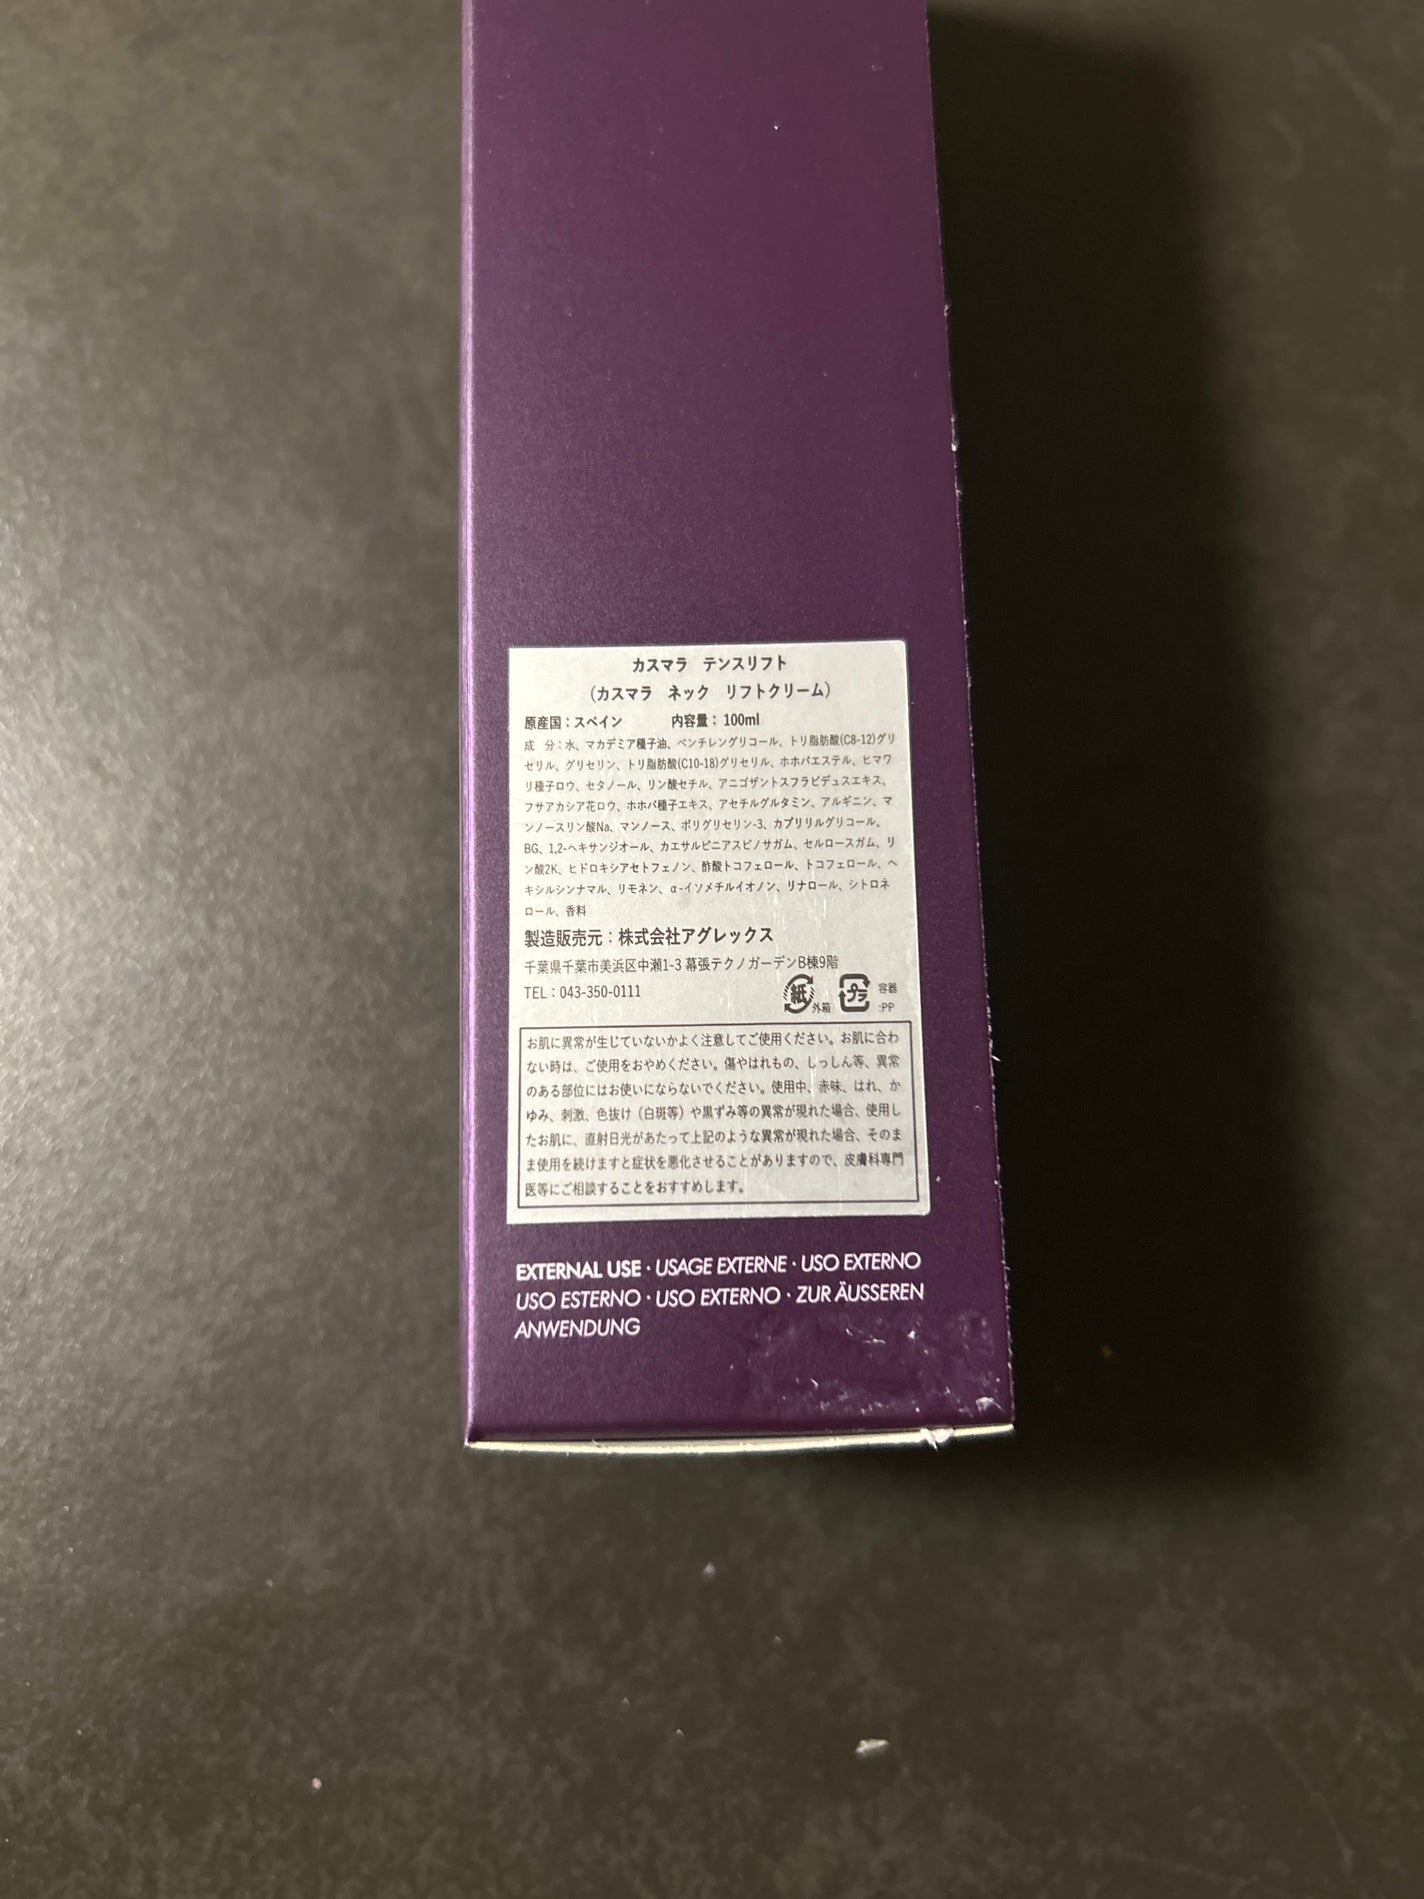 カスマラ　テンスリフト
（カスマラ　ネック　リフトクリーム）
原産国：スペイン　　　内容量： 100ml
成　分：水、マカデミア種子油、ペンチレングリコール、トリ脂肪酸(C8-12)グリ
セリル、グリセリン、トリ脂肪酸(C10-18)グリセリル、ホホバエステル、ヒマワ
リ種子ロウ、セタノール、リン酸セチル、アニゴザントスフラビデュスエキス、
フサアカシア花ロウ、ホホバ種子エキス、アセチルグルタミン、アルギニン、マ
ンノースリン酸Na、マンノース、ポリグリセリン-3、カプリリルグリコール、
BG、1,2-ヘキサンジオール、カエサルピニアスピノサガム、セルロースガム、リ
ン酸2K、ヒドロキシアセトフェノン、酢酸トコフェロール、トコフェロール、ヘ
キシルシンナマル、リモネン、α-イソメチルイオノン、リナロール、シトロネ
ロール、香料
製造販売元：株式会社アグレックス
千葉県千葉市美浜区中瀬1-3 幕張テクノガーデンB棟9階
TEL：043-350-0111
紙 外箱 プラ 容器
:PP
お肌に異常が生じていないかよく注意してご使用ください。お肌に合わ
ない時は、ご使用をおやめください。傷やはれもの、しっしん等、異常
のある部位にはお使いにならないでください。使用中、赤味、はれ、か
ゆみ、刺激、色抜け（白斑等）や黒ずみ等の異常が現れた場合、使用し
たお肌に、直射日光があたって上記のような異常が現れた場合、そのま
ま使用を続けますと症状を悪化させることがありますので、皮膚科専門
医等にご相談することをおすすめします。
EXTERNAL USE · USAGE EXTERNE · USO EXTERNO
USO ESTERNO · USO EXTERNO · ZUR ÄUSSEREN
ANWENDUNG